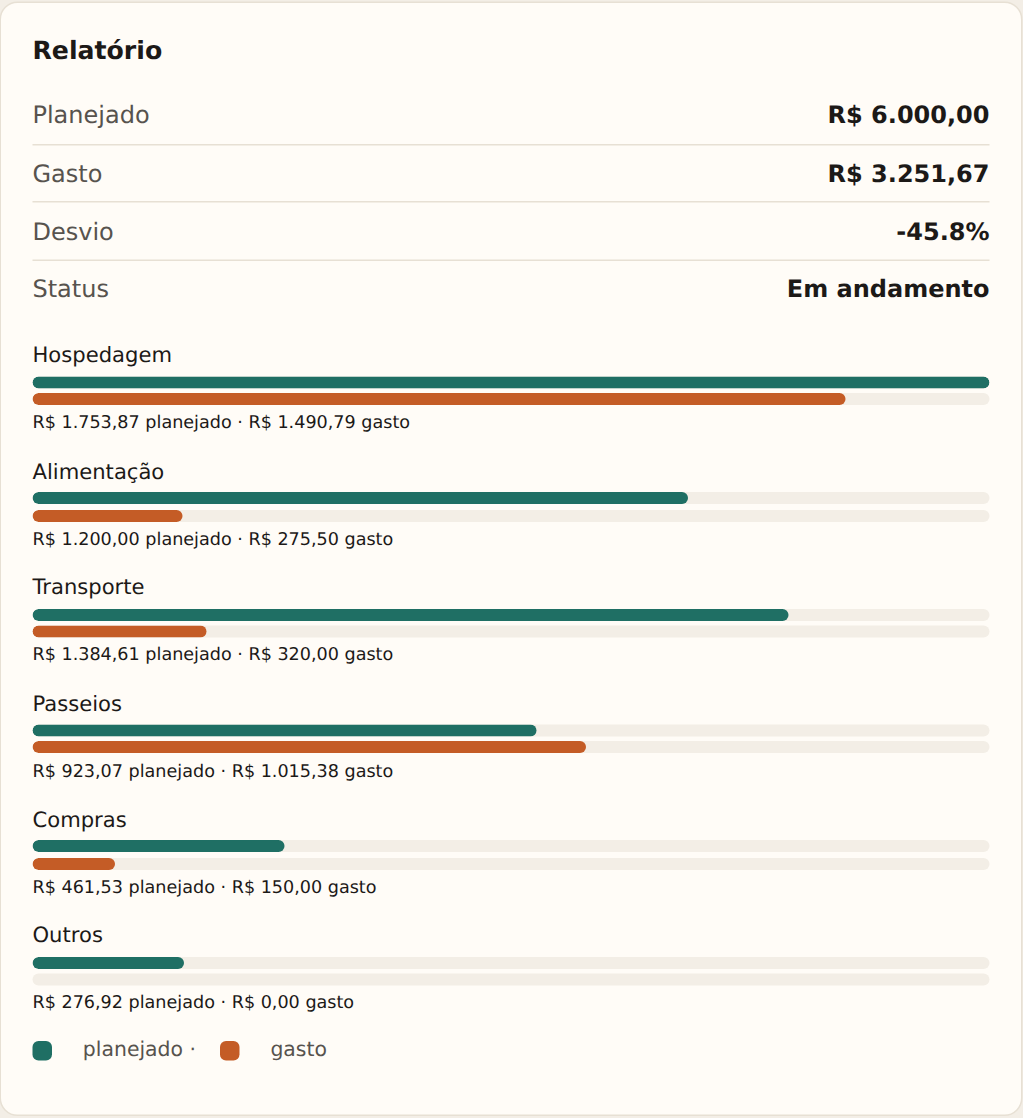 Relatório
Planejado R$ 6.000,00
Gasto R$ 3.251,67
Desvio -45.8%
Status Em andamento
Hospedagem
R$ 1.753,87 planejado · R$ 1.490,79 gasto
Alimentação
R$ 1.200,00 planejado · R$ 275,50 gasto
Transporte
R$ 1.384,61 planejado · R$ 320,00 gasto
Passeios
R$ 923,07 planejado · R$ 1.015,38 gasto
Compras
R$ 461,53 planejado · R$ 150,00 gasto
Outros
R$ 276,92 planejado · R$ 0,00 gasto
planejado · gasto